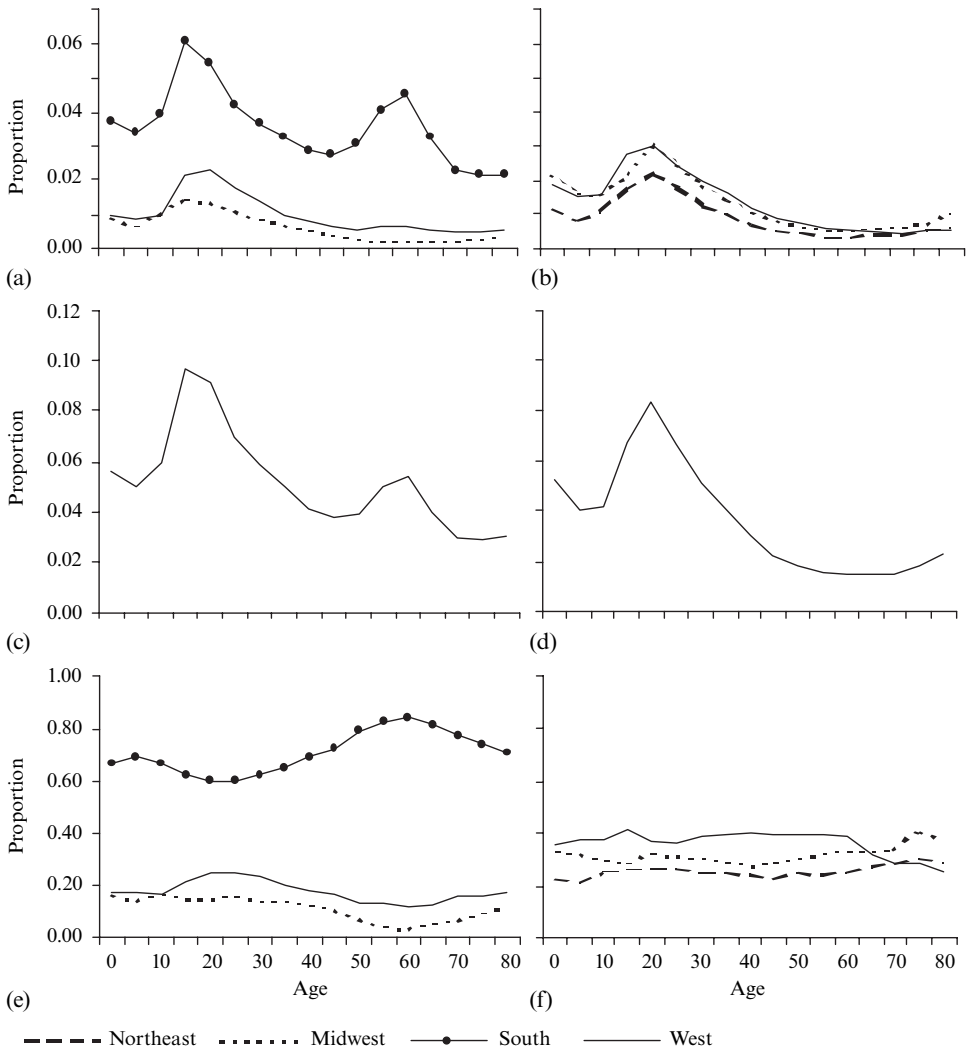 Proportion
0.06
0.04
0.02
0.00
(a)
(b)
Proportion
0.12
0.10
0.08
0.06
0.04
0.02
0.00
(c)
(d)
Proportion
1.00
0.80
0.60
0.40
0.20
0.00
0 10 20 30 40 50 60 70 80
0 10 20 30 40 50 60 70 80
(e)
Age
(f)
Age
Northeast Midwest South West